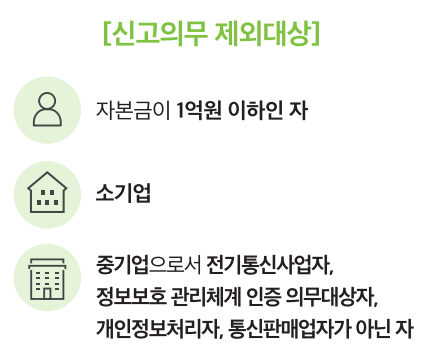 [신고의무 제외대상]
자본금이 1억원 이하인 자
소기업
중기업으로서 전기통신사업자,
정보보호 관리체계 인증 의무대상자,
개인정보처리자, 통신판매업자가 아닌 자